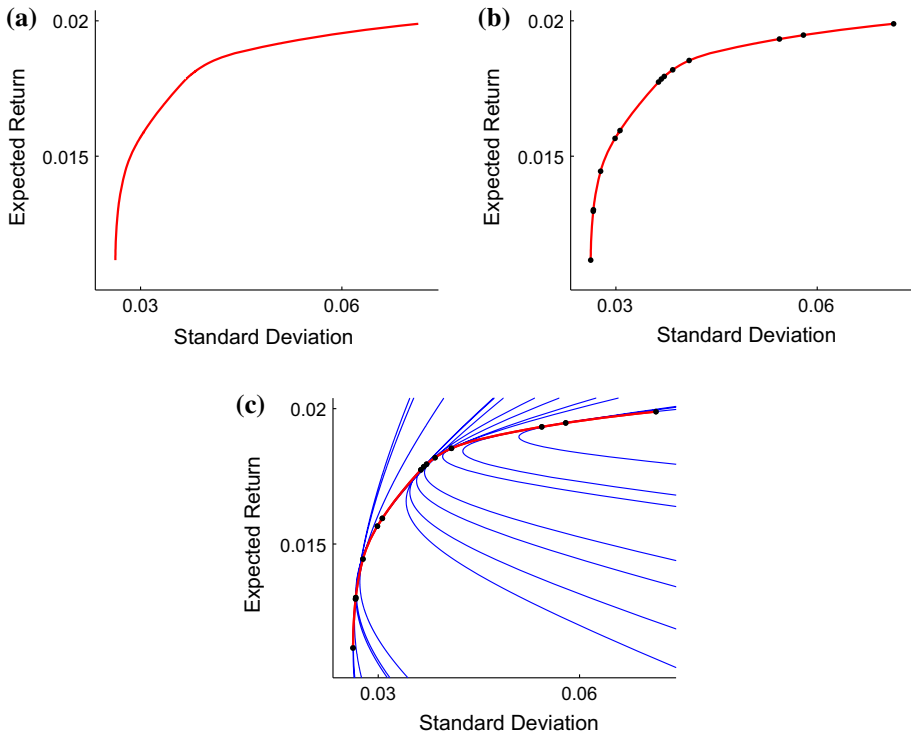 (a)
0.02
Expected Return
0.015
0.03
0.06
Standard Deviation
(b)
0.02
Expected Return
0.015
0.03
0.06
Standard Deviation
(c)
0.02
Expected Return
0.015
0.03
0.06
Standard Deviation